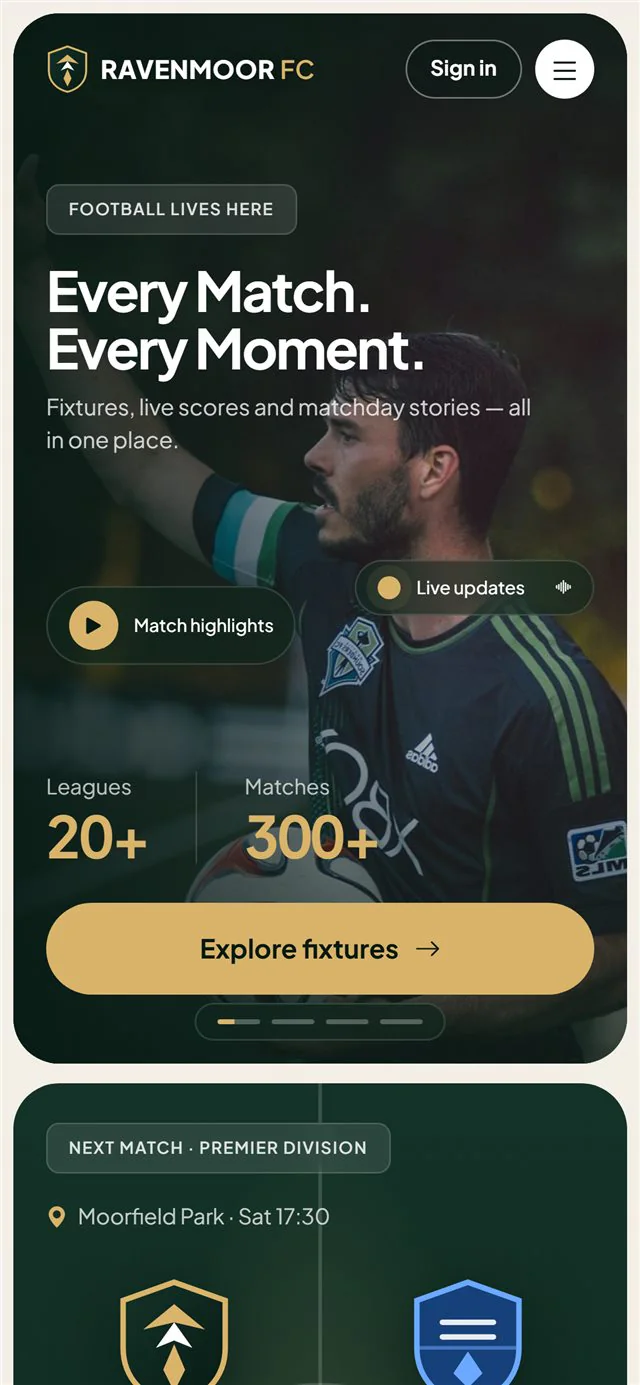 RAVENMOOR FC
Sign in
FOOTBALL LIVES HERE
Every Match.
Every Moment.
Fixtures, live scores and matchday stories — all
in one place.
Live updates
Match highlights
adidas
Leagues
Matches
20+
300+
Explore fixtures →
NEXT MATCH · PREMIER DIVISION
Moorfield Park · Sat 17:30